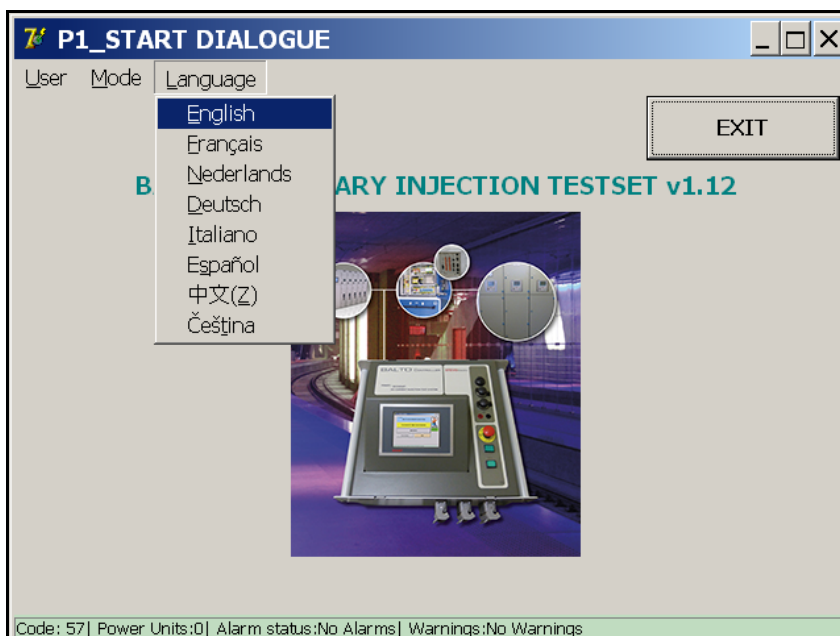 P1_START DIALOGUE
User Mode Language
English
EXIT
Français
Nederlands
B ARY INJECTION TESTSET v1.12
Deutsch
Italiano
Español
中文(Z)
Čeština
BALTO
Code: 57| Power Units:0| Alarm status:No Alarms| Warnings:No Warnings